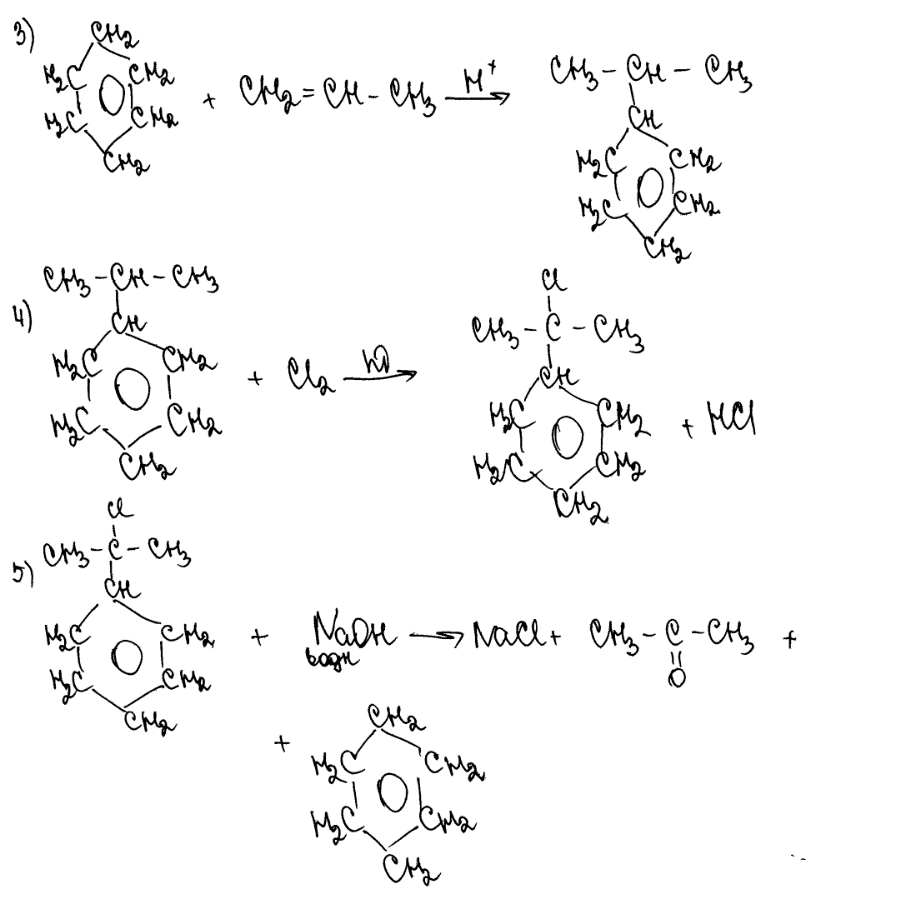 3)
CH2
H2C CH2
H2C CH2
CH2
+ CH2=CH-CH3 H+ →
CH3-CH-CH3
CH
H2C CH2
H2C CH2
CH2
4)
CH3-CH-CH3
CH
H2C CH2
H2C CH2
CH2
+ Cl2 hν →
Cl
CH3-C-CH3
CH
H2C CH2
H2C CH2
CH2
+ HCl
5)
Cl
CH3-C-CH3
CH
H2C CH2
H2C CH2
CH2
+ NaOH → NaCl + CH3-C-CH3 +
водн
O
+
CH2
H2C CH2
H2C CH2
CH2